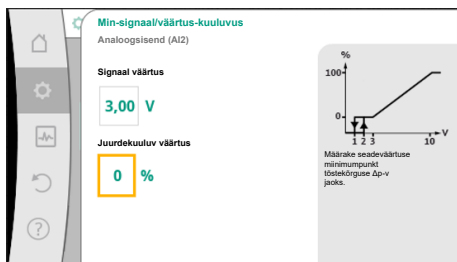 Min-signaal/väärtus-kuuluvus
Analoogsisend (AI2)
Signaal väärtus
3,00 V
Juurdekuuluv väärtus
0 %
%
100
0
1 2 3 10 V
Määrake seadeväärtuse
miinimumpunkt
tõstekõrguse Δp-v
jaoks.
?